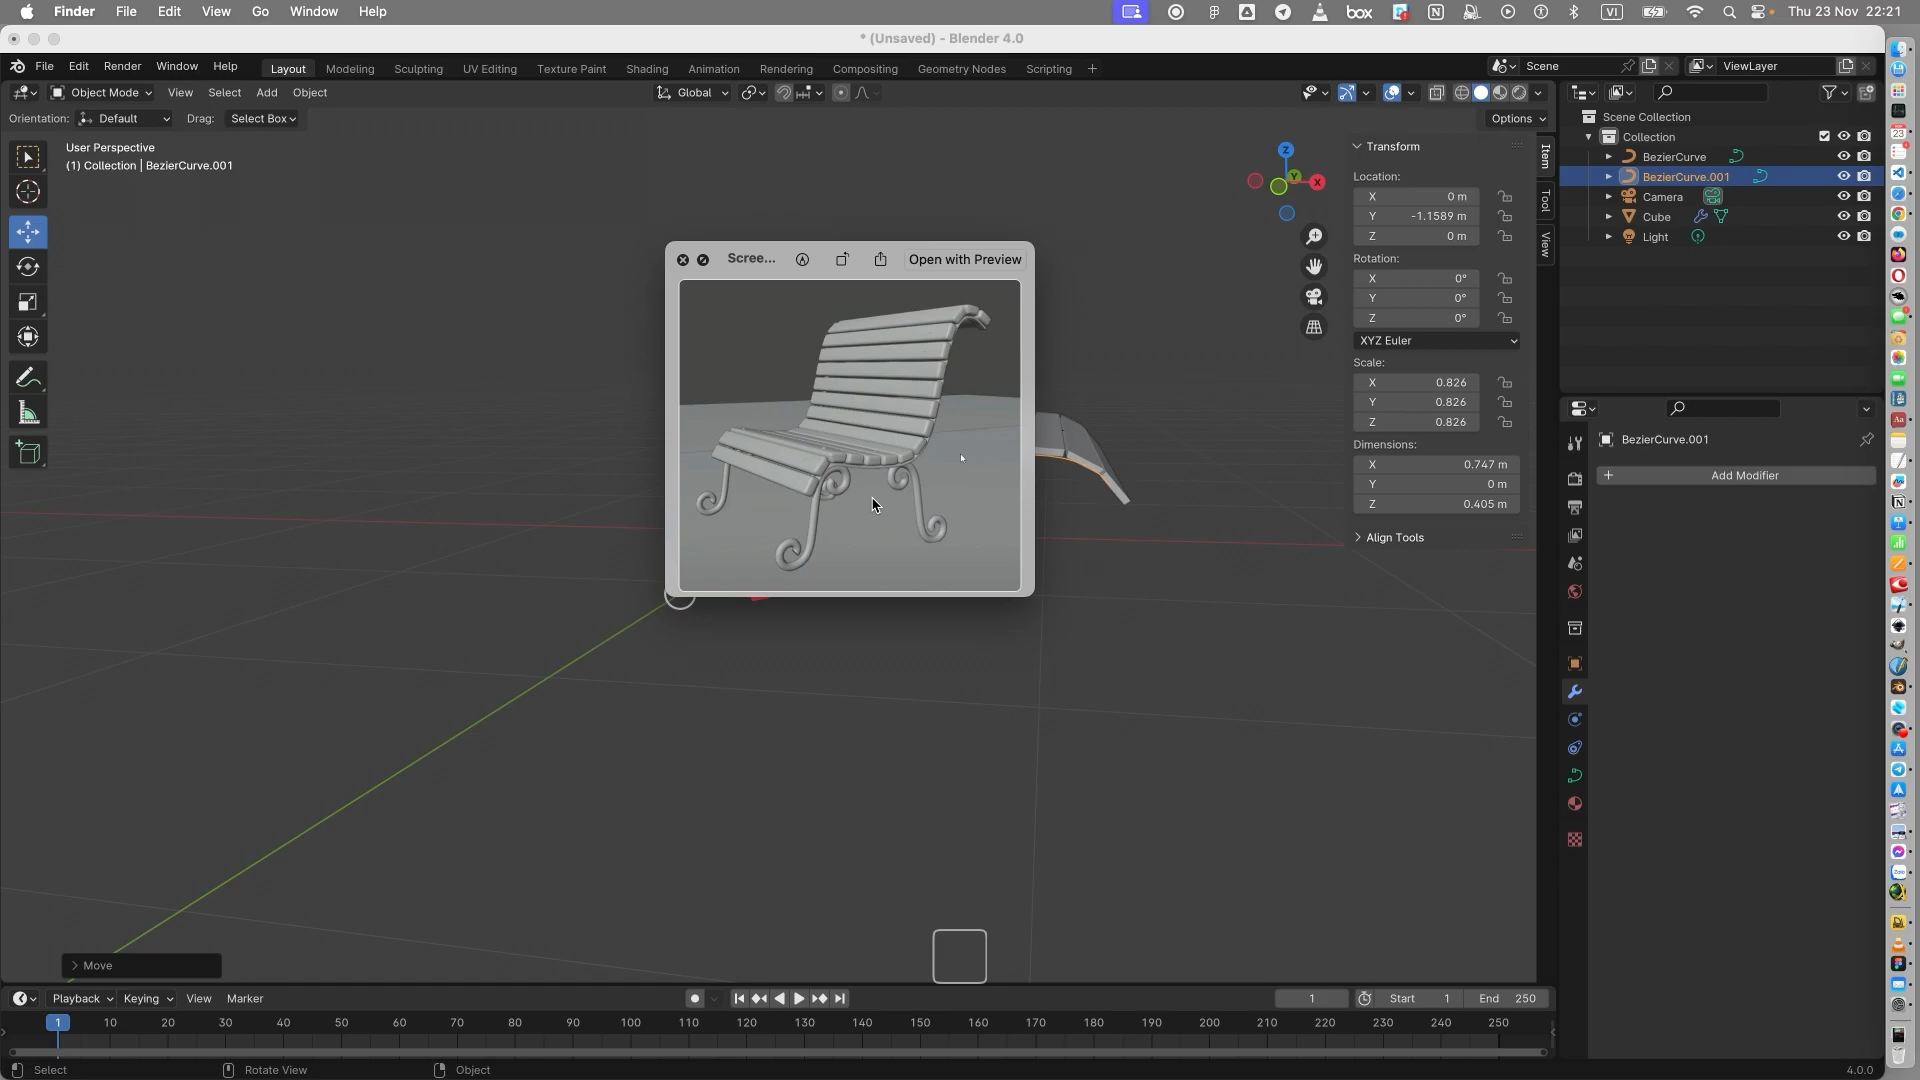 Finder File Edit View Go Window Help box VI Thu 23 Nov 22:21
* (Unsaved) - Blender 4.0
File Edit Render Window Help Layout Modeling Sculpting UV Editing Texture Paint Shading Animation Rendering Compositing Geometry Nodes Scripting + Scene ViewLayer
Object Mode View Select Add Object Global
Orientation: Default Drag: Select Box Options
User Perspective
(1) Collection | BezierCurve.001
Z
Y
X
Scree... Open with Preview
Transform
Location:
X 0 m
Y -1.1589 m
Z 0 m
Rotation:
X 0°
Y 0°
Z 0°
XYZ Euler
Scale:
X 0.826
Y 0.826
Z 0.826
Dimensions:
X 0.747 m
Y 0 m
Z 0.405 m
Align Tools
Item
Tool
View
Scene Collection
Collection
BezierCurve
BezierCurve.001
Camera
Cube
Light
BezierCurve.001
+ Add Modifier
Move
Playback Keying View Marker 1 Start 1 End 250
1 10 20 30 40 50 60 70 80 90 100 110 120 130 140 150 160 170 180 190 200 210 220 230 240 250
Select Rotate View Object 4.0.0